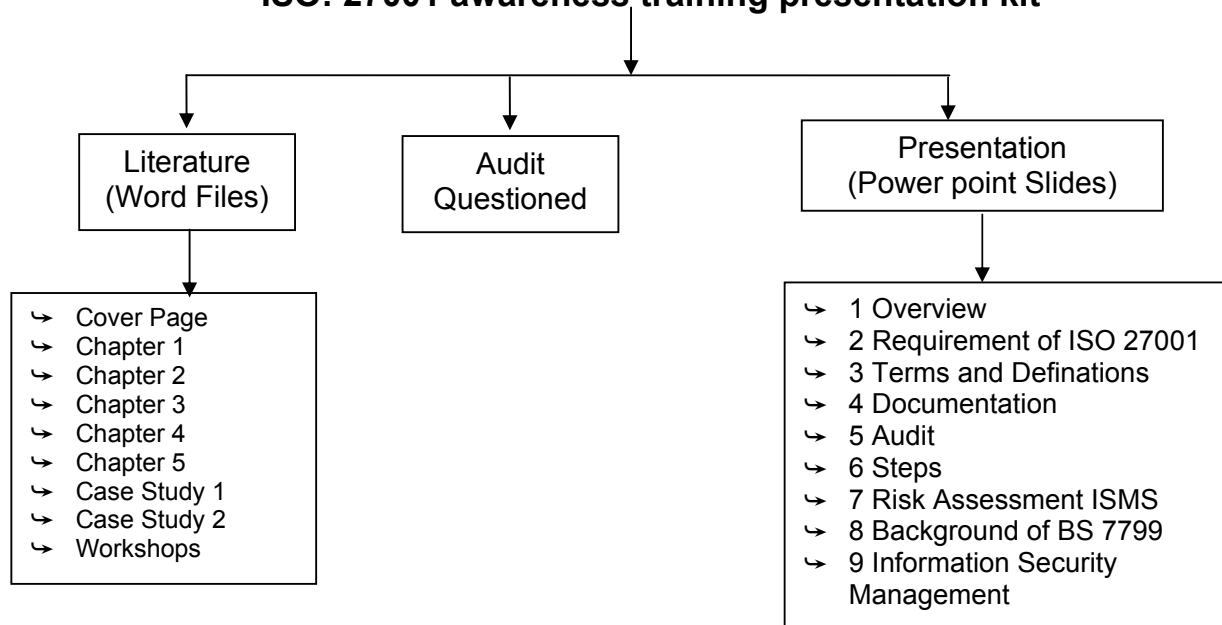 ISO: 27001 awareness training presentation kit
Literature
(Word Files)
Audit
Questioned
Presentation
(Power point Slides)
↪ Cover Page
↪ Chapter 1
↪ Chapter 2
↪ Chapter 3
↪ Chapter 4
↪ Chapter 5
↪ Case Study 1
↪ Case Study 2
↪ Workshops
↪ 1 Overview
↪ 2 Requirement of ISO 27001
↪ 3 Terms and Definations
↪ 4 Documentation
↪ 5 Audit
↪ 6 Steps
↪ 7 Risk Assessment ISMS
↪ 8 Background of BS 7799
↪ 9 Information Security
Management